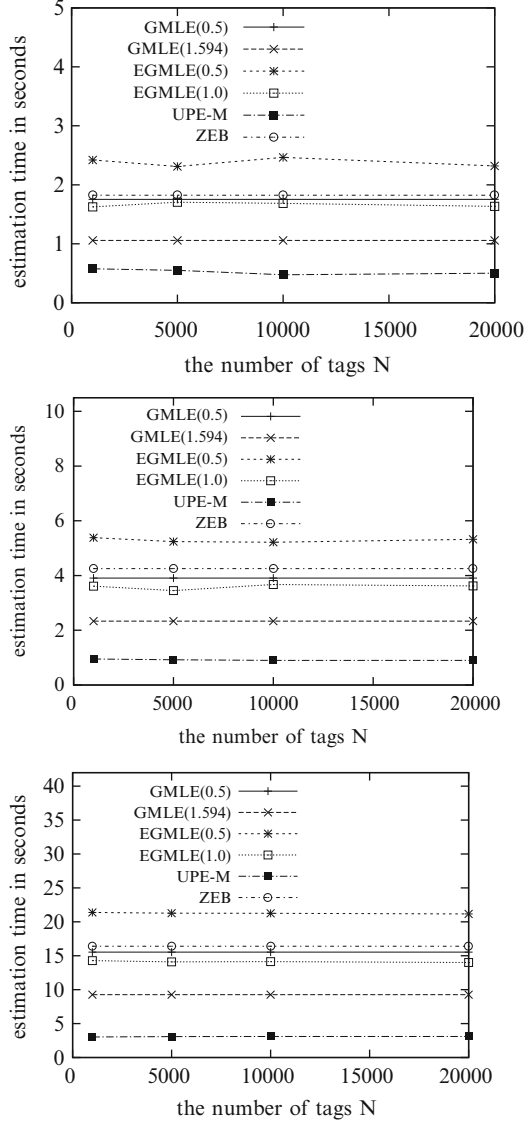 5
4
3
2
1
0
estimation time in seconds
GMLE(0.5)
GMLE(1.594)
EGMLE(0.5)
EGMLE(1.0)
UPE-M
ZEB
0 5000 10000 15000 20000
the number of tags N
10
8
6
4
2
0
estimation time in seconds
GMLE(0.5)
GMLE(1.594)
EGMLE(0.5)
EGMLE(1.0)
UPE-M
ZEB
0 5000 10000 15000 20000
the number of tags N
40
35
30
25
20
15
10
5
0
estimation time in seconds
GMLE(0.5)
GMLE(1.594)
EGMLE(0.5)
EGMLE(1.0)
UPE-M
ZEB
0 5000 10000 15000 20000
the number of tags N